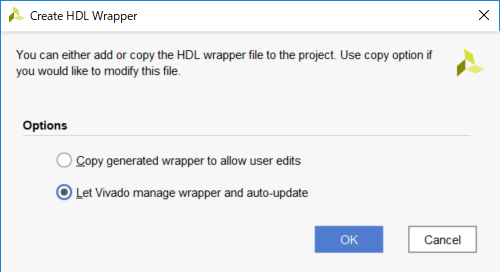 Create HDL Wrapper
You can either add or copy the HDL wrapper file to the project. Use copy option if
you would like to modify this file.
Options
Copy generated wrapper to allow user edits
Let Vivado manage wrapper and auto-update
OK
Cancel